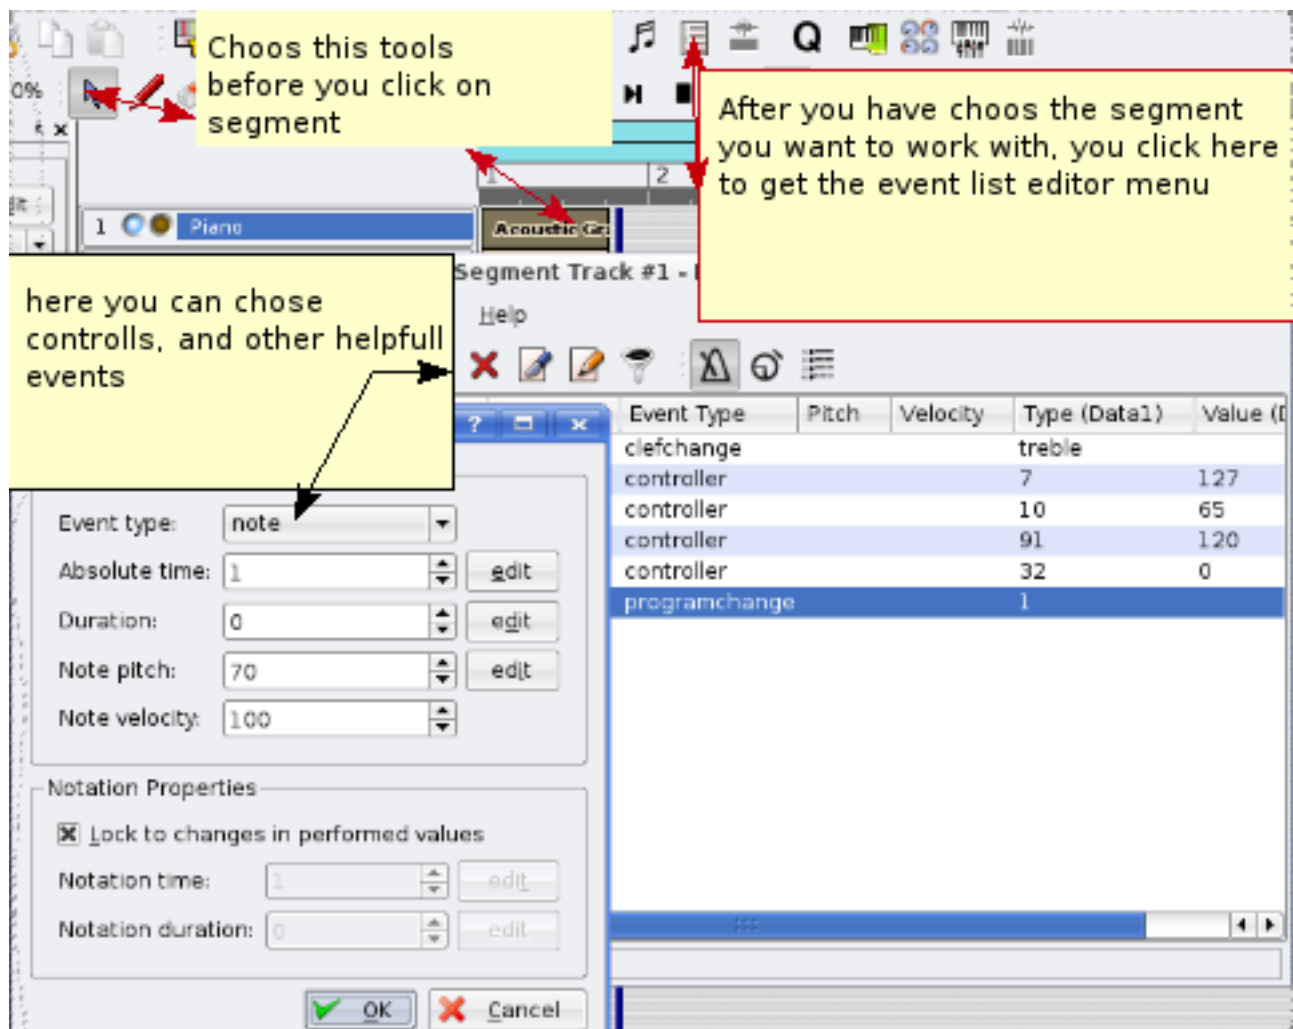 Choos this tools
before you click on
segment
Q
0%
After you have choos the segment
you want to work with, you click here
to get the event list editor menu
1
2
1 Piano
Acoustic Gr
Segment Track #1 -
here you can chose
controlls, and other helpfull
events
Help
Event Type Pitch Velocity Type (Data1) Value (
clefchange treble
controller 7 127
controller 10 65
controller 91 120
controller 32 0
programchange 1
?
Event type: note
Absolute time: 1 edit
Duration: 0 edit
Note pitch: 70 edit
Note velocity: 100
Notation Properties
Lock to changes in performed values
Notation time: 1 edit
Notation duration: 0 edit
OK Cancel